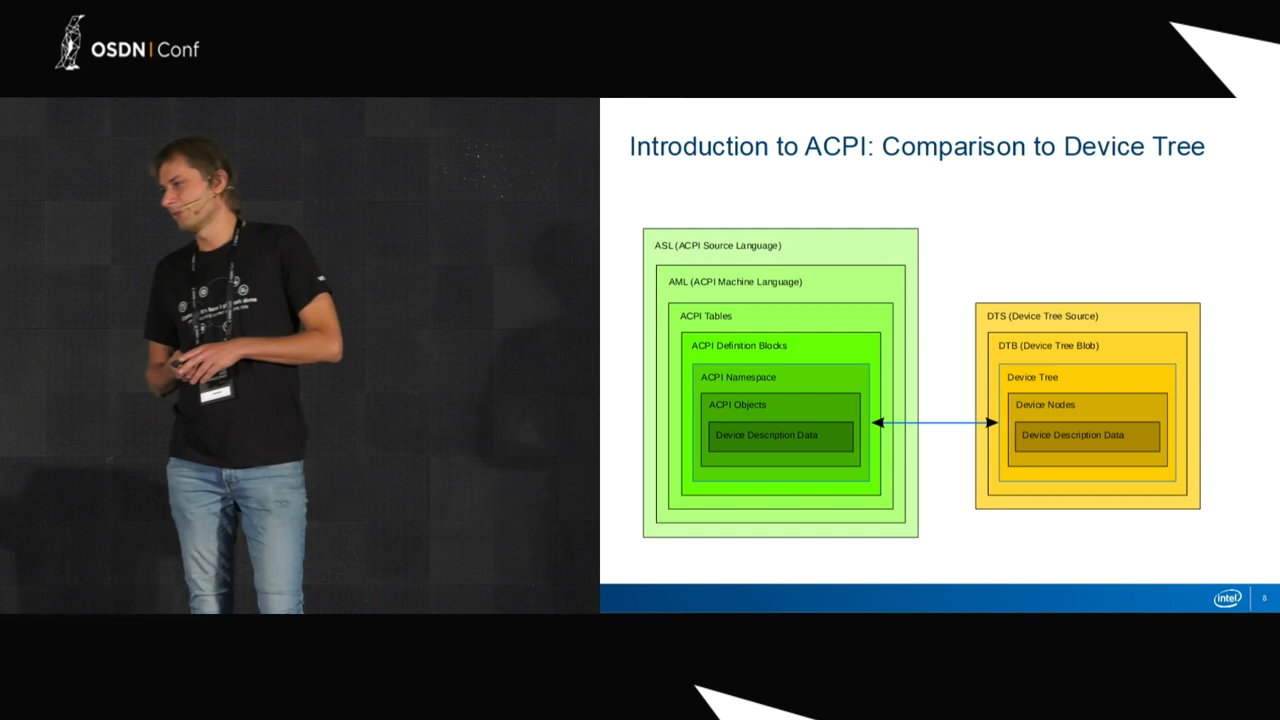 OSDN | Conf
Introduction to ACPI: Comparison to Device Tree
ASL (ACPI Source Language)
AML (ACPI Machine Language)
ACPI Tables
ACPI Definition Blocks
ACPI Namespace
ACPI Objects
Device Description Data
DTS (Device Tree Source)
DTB (Device Tree Blob)
Device Tree
Device Nodes
Device Description Data
intel
8